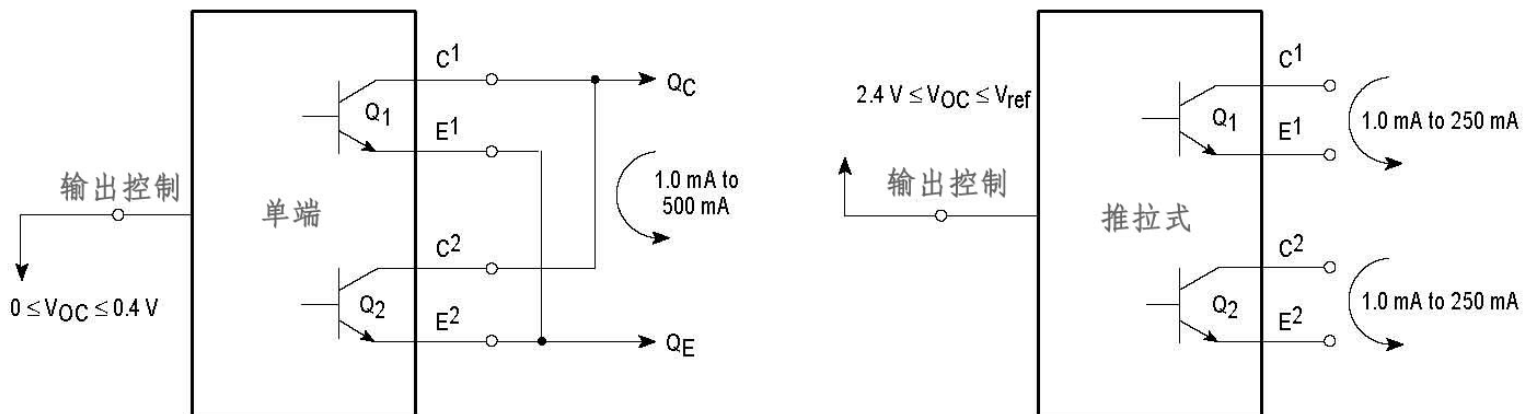 C1
QC
Q1
E1
1.0 mA to
500 mA
输出控制
单端
C2
0 ≤ VOC ≤ 0.4 V
Q2
E2
QE
C1
2.4 V ≤ VOC ≤ Vref
Q1
1.0 mA to 250 mA
E1
输出控制
推拉式
C2
Q2
1.0 mA to 250 mA
E2